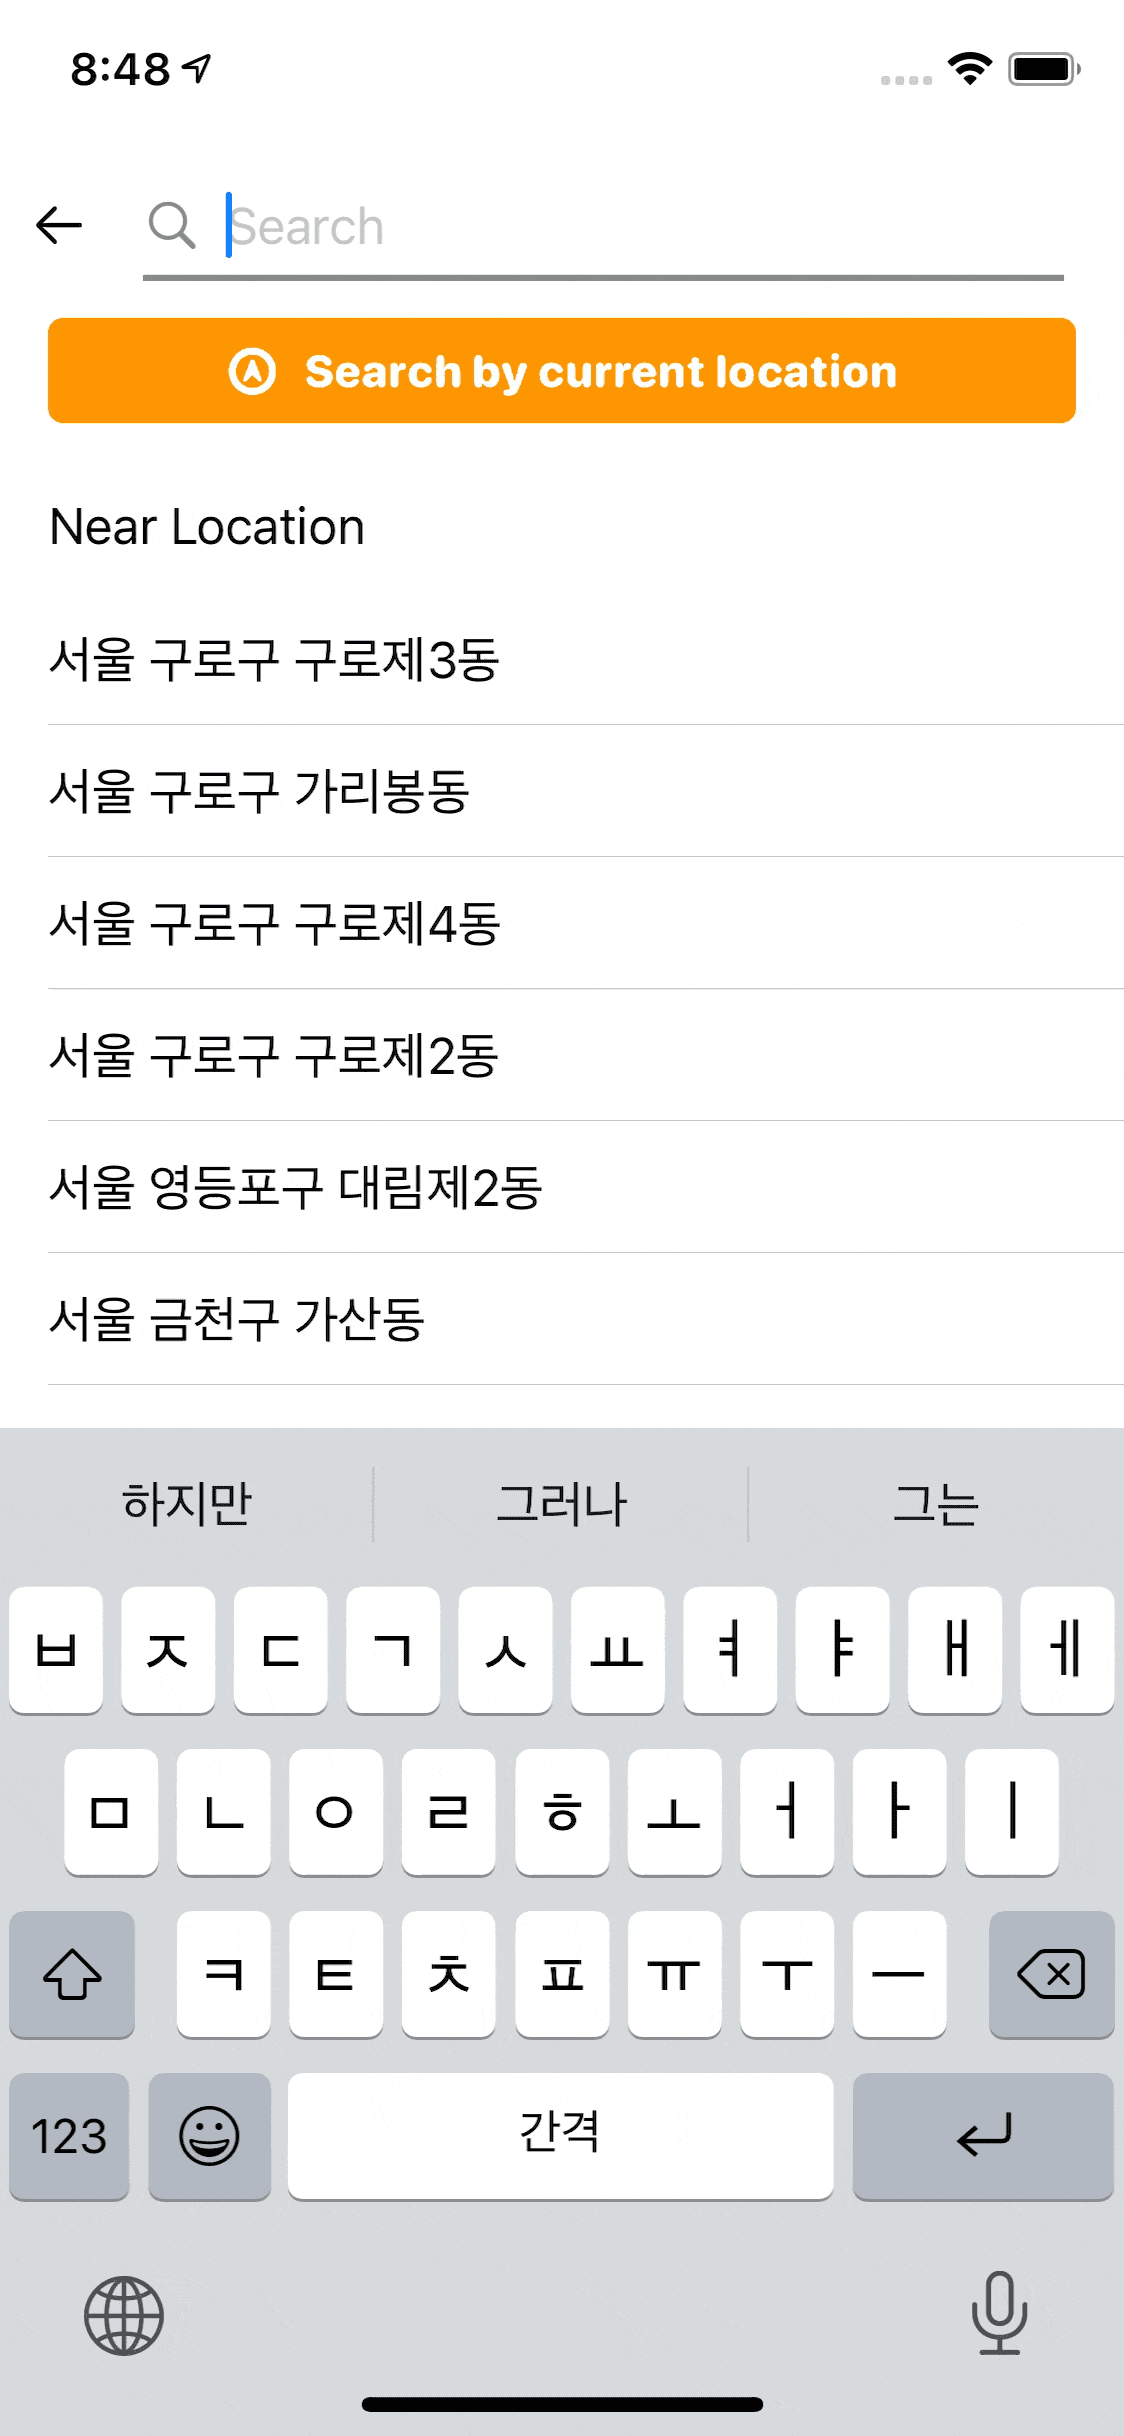 8:48
Search
Search by current location
Near Location
서울 구로구 구로제3동
서울 구로구 가리봉동
서울 구로구 구로제4동
서울 구로구 구로제2동
서울 영등포구 대림제2동
서울 금천구 가산동
하지만 그러나 그는
ㅂ ㅈ ㄷ ㄱ ㅅ ㅛ ㅕ ㅑ ㅐ ㅔ
ㅁ ㄴ ㅇ ㄹ ㅎ ㅗ ㅓ ㅏ ㅣ
ㅋ ㅌ ㅊ ㅍ ㅠ ㅜ ㅡ
123 간격